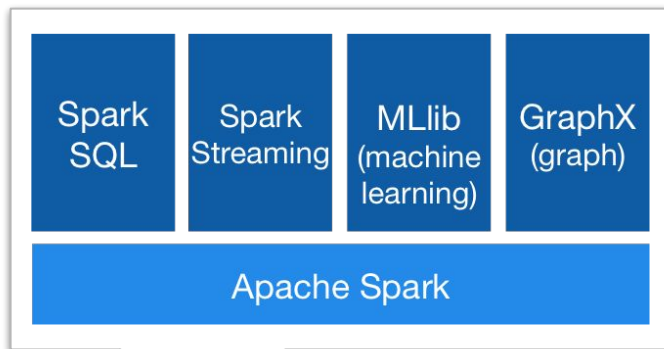 Spark
SQL
Spark
Streaming
MLlib
(machine
learning)
GraphX
(graph)
Apache Spark